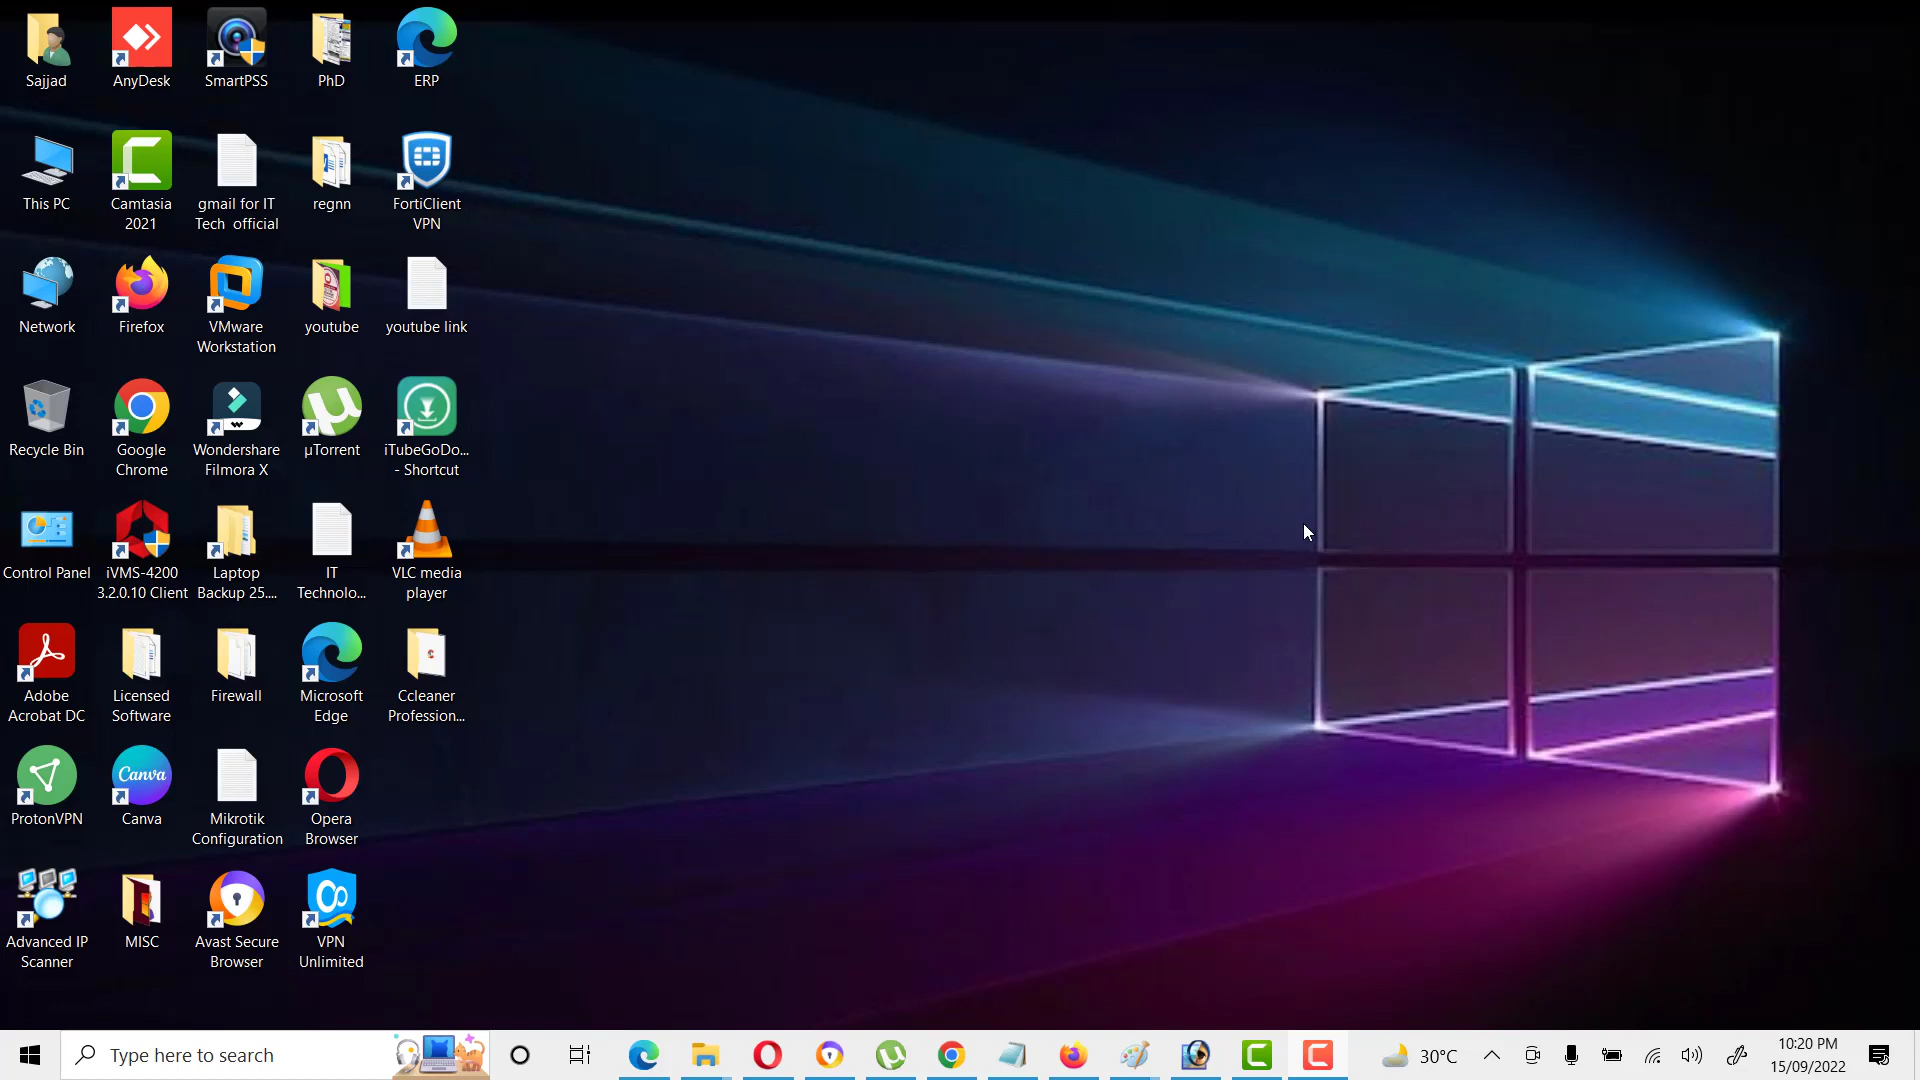 Sajjad
AnyDesk
SmartPSS
PhD
ERP
This PC
Camtasia
2021
gmail for IT
Tech official
regnn
FortiClient
VPN
Network
Firefox
VMware
Workstation
youtube
youtube link
Recycle Bin
Google
Chrome
Wondershare
Filmora X
µTorrent
iTubeGoDo...
- Shortcut
Control Panel
iVMS-4200
3.2.0.10 Client
Laptop
Backup 25....
IT
Technolo...
VLC media
player
Adobe
Acrobat DC
Licensed
Software
Firewall
Microsoft
Edge
Ccleaner
Profession...
ProtonVPN
Canva
Canva
Mikrotik
Configuration
Opera
Browser
Advanced IP
Scanner
MISC
Avast Secure
Browser
VPN
Unlimited
Type here to search
30°C
10:20 PM
15/09/2022